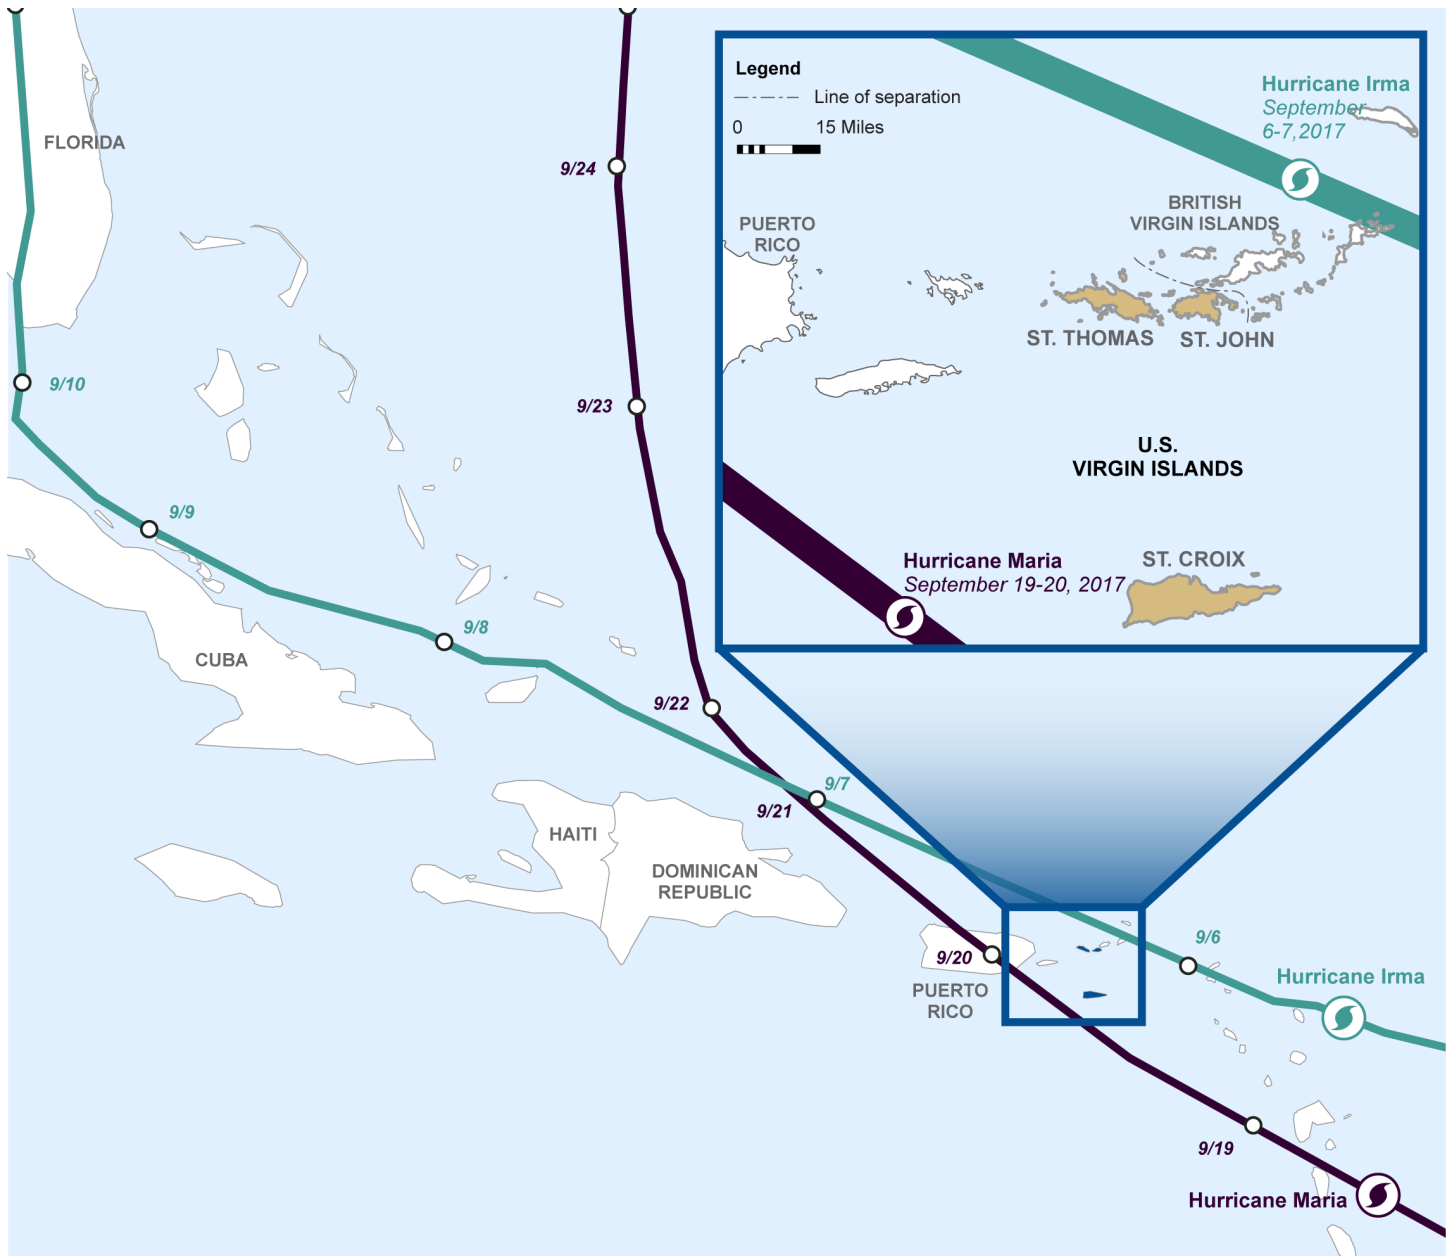 FLORIDA
9/24
9/23
9/10
9/9
9/8
CUBA
9/22
9/7
9/21
HAITI
DOMINICAN
REPUBLIC
9/20
PUERTO
RICO
9/6
Hurricane Irma
9/19
Hurricane Maria
Legend
Line of separation
0 15 Miles
Hurricane Irma
September
6-7,2017
PUERTO
RICO
BRITISH
VIRGIN ISLANDS
ST. THOMAS
ST. JOHN
U.S.
VIRGIN ISLANDS
Hurricane Maria
September 19-20, 2017
ST. CROIX